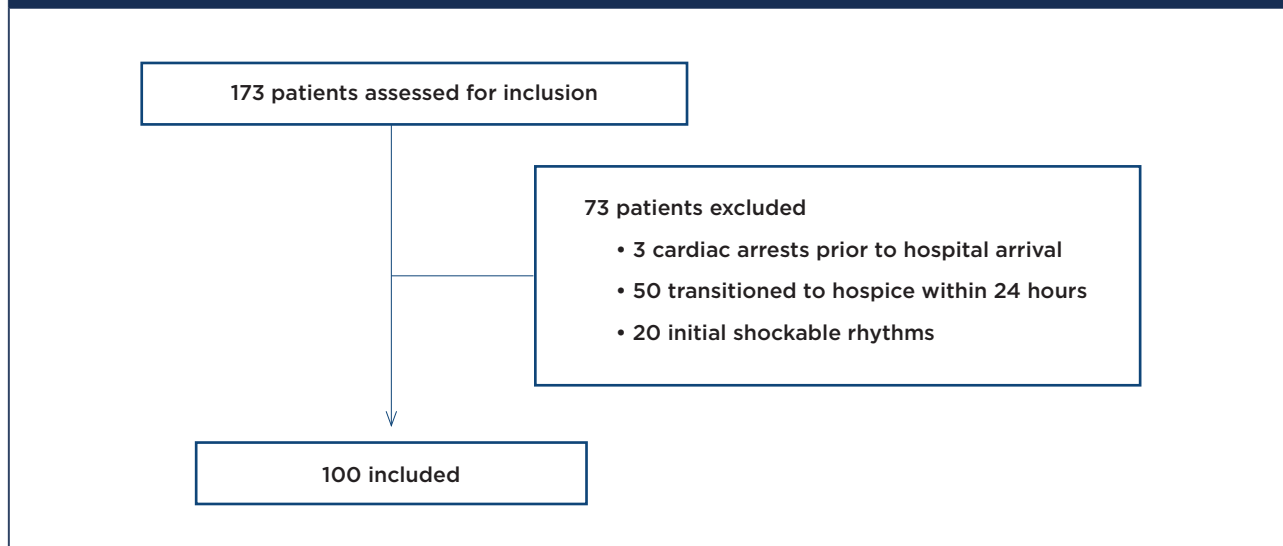 173 patients assessed for inclusion
73 patients excluded
• 3 cardiac arrests prior to hospital arrival
• 50 transitioned to hospice within 24 hours
• 20 initial shockable rhythms
100 included